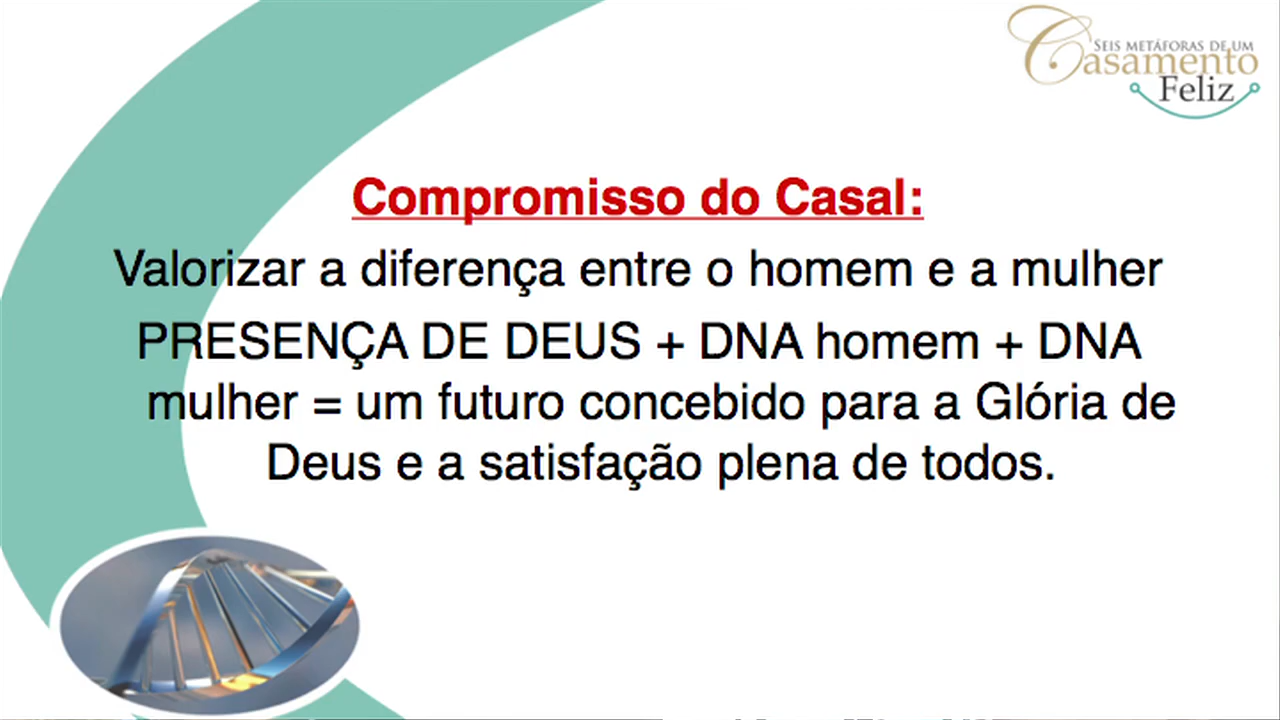 SEIS METÁFORAS DE UM
Casamento
Feliz
Compromisso do Casal:
Valorizar a diferença entre o homem e a mulher
PRESENÇA DE DEUS + DNA homem + DNA
mulher = um futuro concebido para a Glória de
Deus e a satisfação plena de todos.